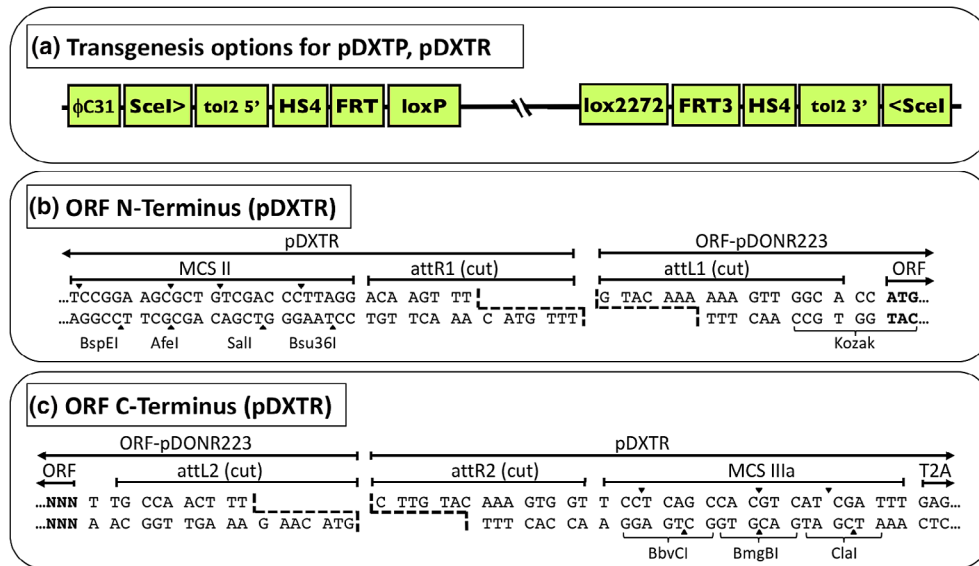 (a) Transgenesis options for pDXTP, pDXTR
ϕC31 SceI> tol2 5’ HS4 FRT loxP lox2272 FRT3 HS4 tol2 3’ <SceI
(b) ORF N-Terminus (pDXTR)
pDXTR ORF-pDONR223
MCS II attR1 (cut) attL1 (cut) ORF
...TCCGGA AGCGCT GTCGAC CCTTAGG ACA AGT TT G TAC AAA AAA GTT GGC A CC ATG...
AGGCCT TCGCGA CAGCTG GGAATCC TGT TCA AA C ATG TTT TTT CAA CCG T GG TAC...
BspEI AfeI SalI Bsu36I Kozak
(c) ORF C-Terminus (pDXTR)
ORF-pDONR223 pDXTR
ORF attL2 (cut) attR2 (cut) MCS IIIa T2A
...NNN T TG CCA ACT TT C TTG TAC AAA GTG GT T CCT CAG CCA CGT CAT CGA TTT GAG...
NNN A AC GGT TGA AA G AAC ATG TTT CAC CA A GGA GTC GGT GCA GTA GCT AAA CTC...
BbvCI BmgBI ClaI